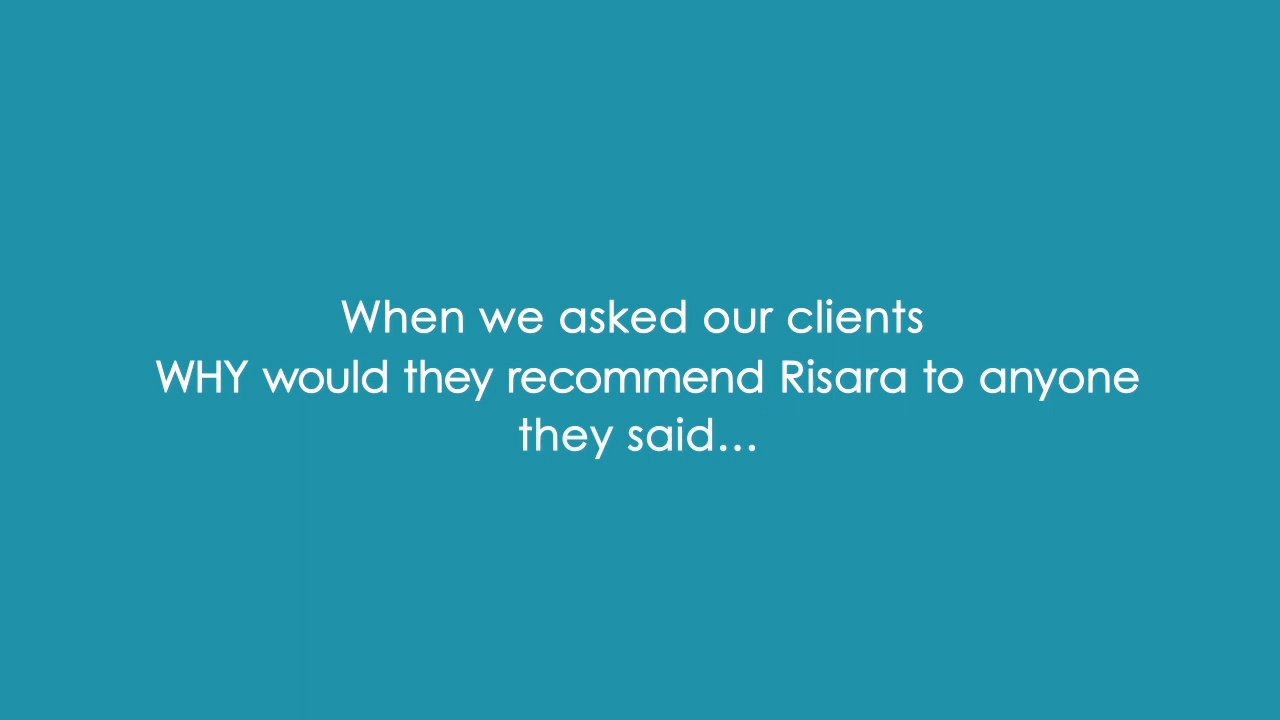 When we asked our clients
WHY would they recommend Risara to anyone
they said...